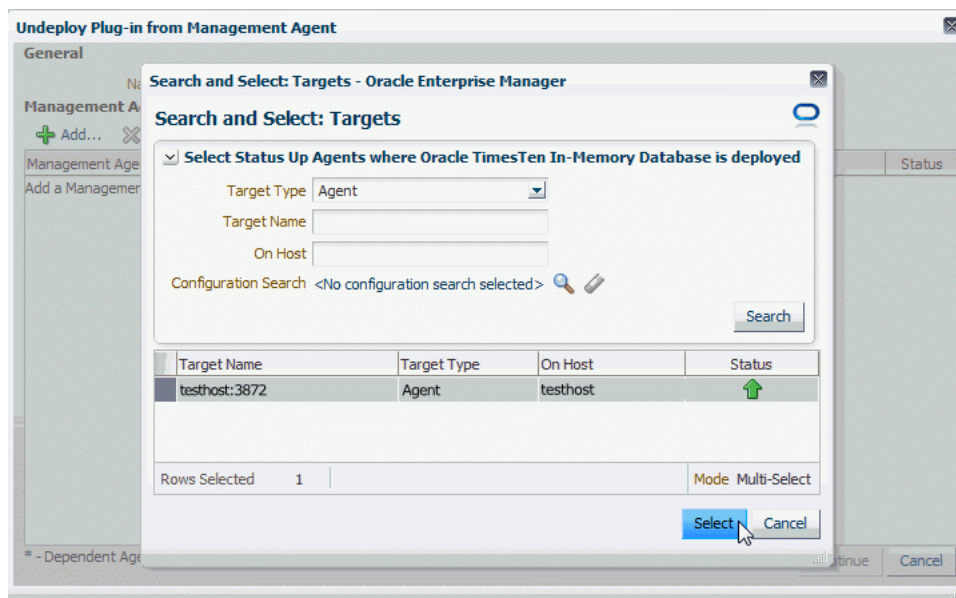 Undeploy Plug-in from Management Agent
General
Search and Select: Targets - Oracle Enterprise Manager
Management A
Search and Select: Targets
Add...
Select Status Up Agents where Oracle TimesTen In-Memory Database is deployed
Management Age
Status
Add a Managemen
Target Type Agent
Target Name
On Host
Configuration Search <No configuration search selected>
Search
Target Name Target Type On Host Status
testhost:3872 Agent testhost
Rows Selected 1
Mode Multi-Select
Select Cancel
* - Dependent Age
tinue Cancel